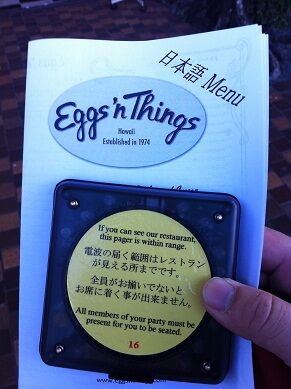 日本語 Menu
Eggs 'n Things
Hawaii
Established in 1974
If you can see our restaurant,
this pager is within range.
電波の届く範囲はレストラン
が見える所までです。
全員がお揃いでないと
お席に着く事が出来ません。
All members of your party must be
present for you to be seated.
16